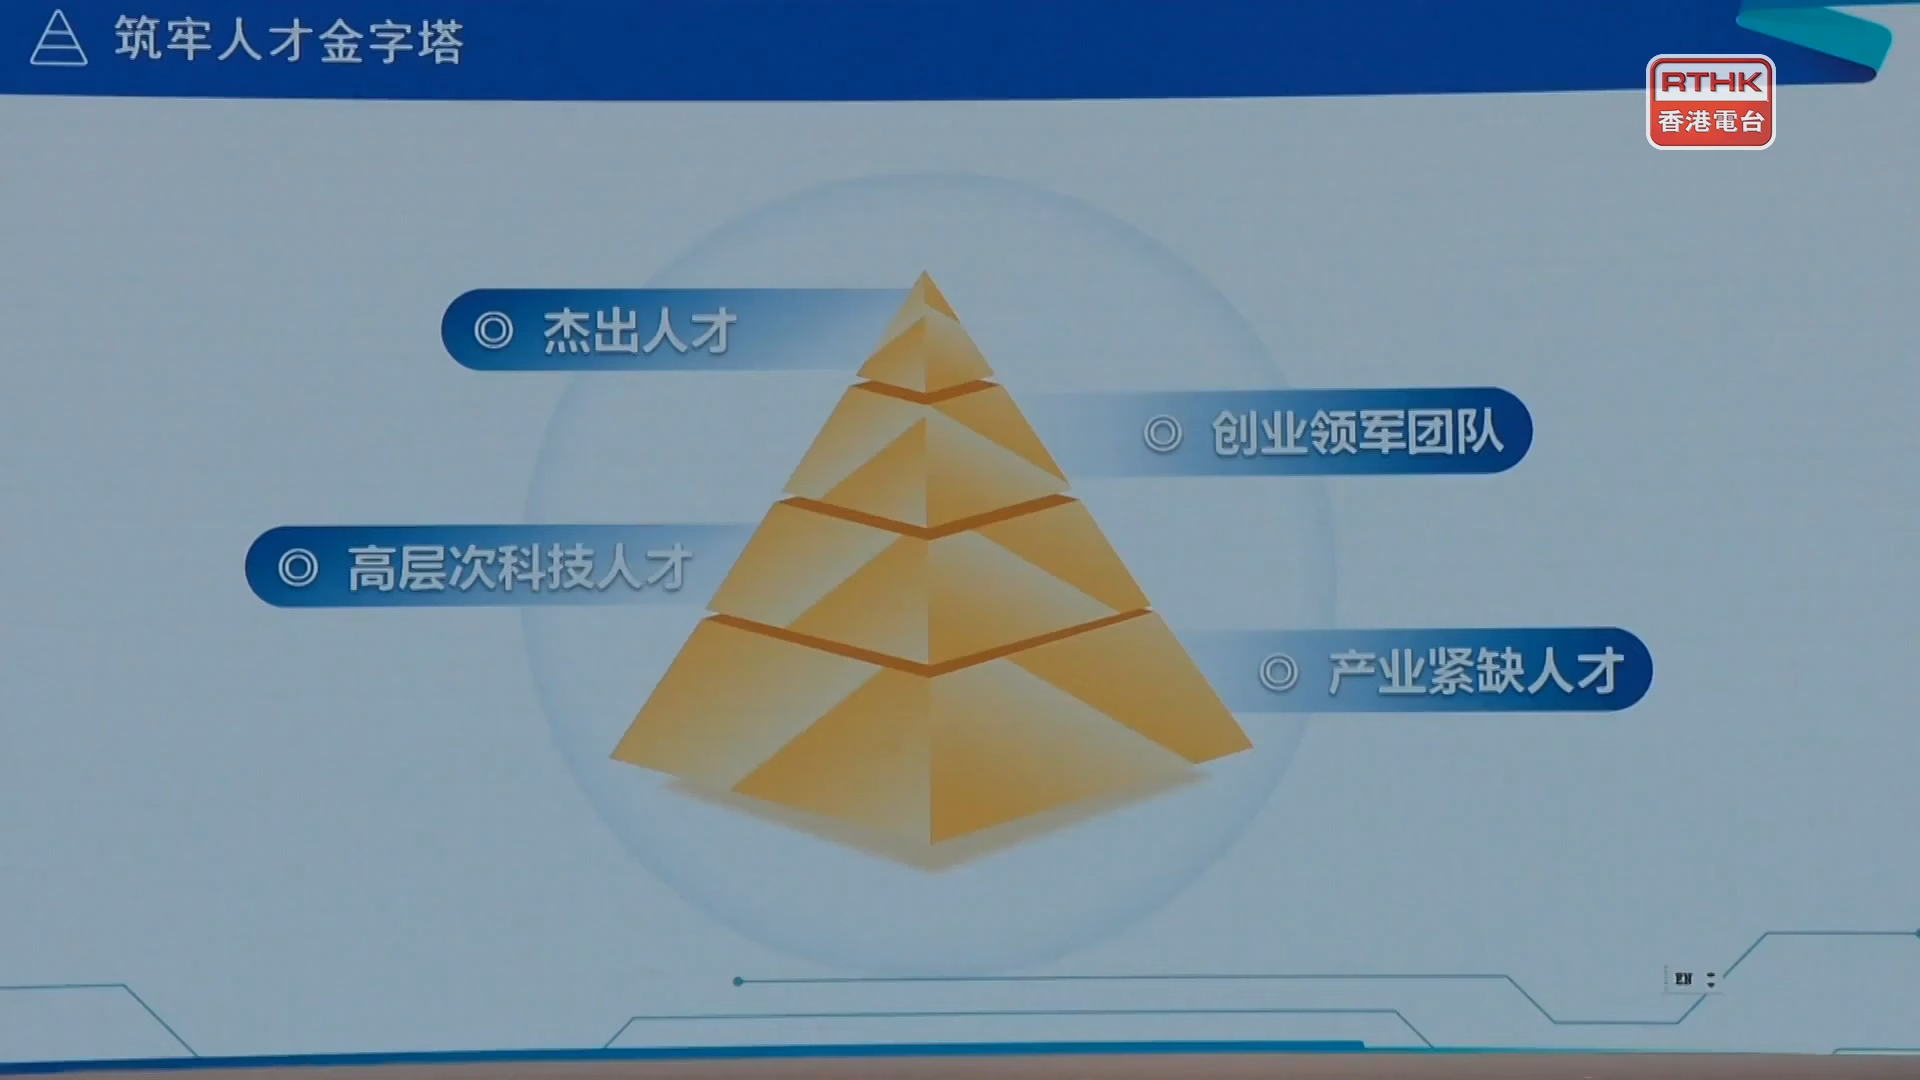 筑牢人才金字塔
RTHK
香港電台
杰出人才
创业领军团队
高层次科技人才
产业紧缺人才
EN